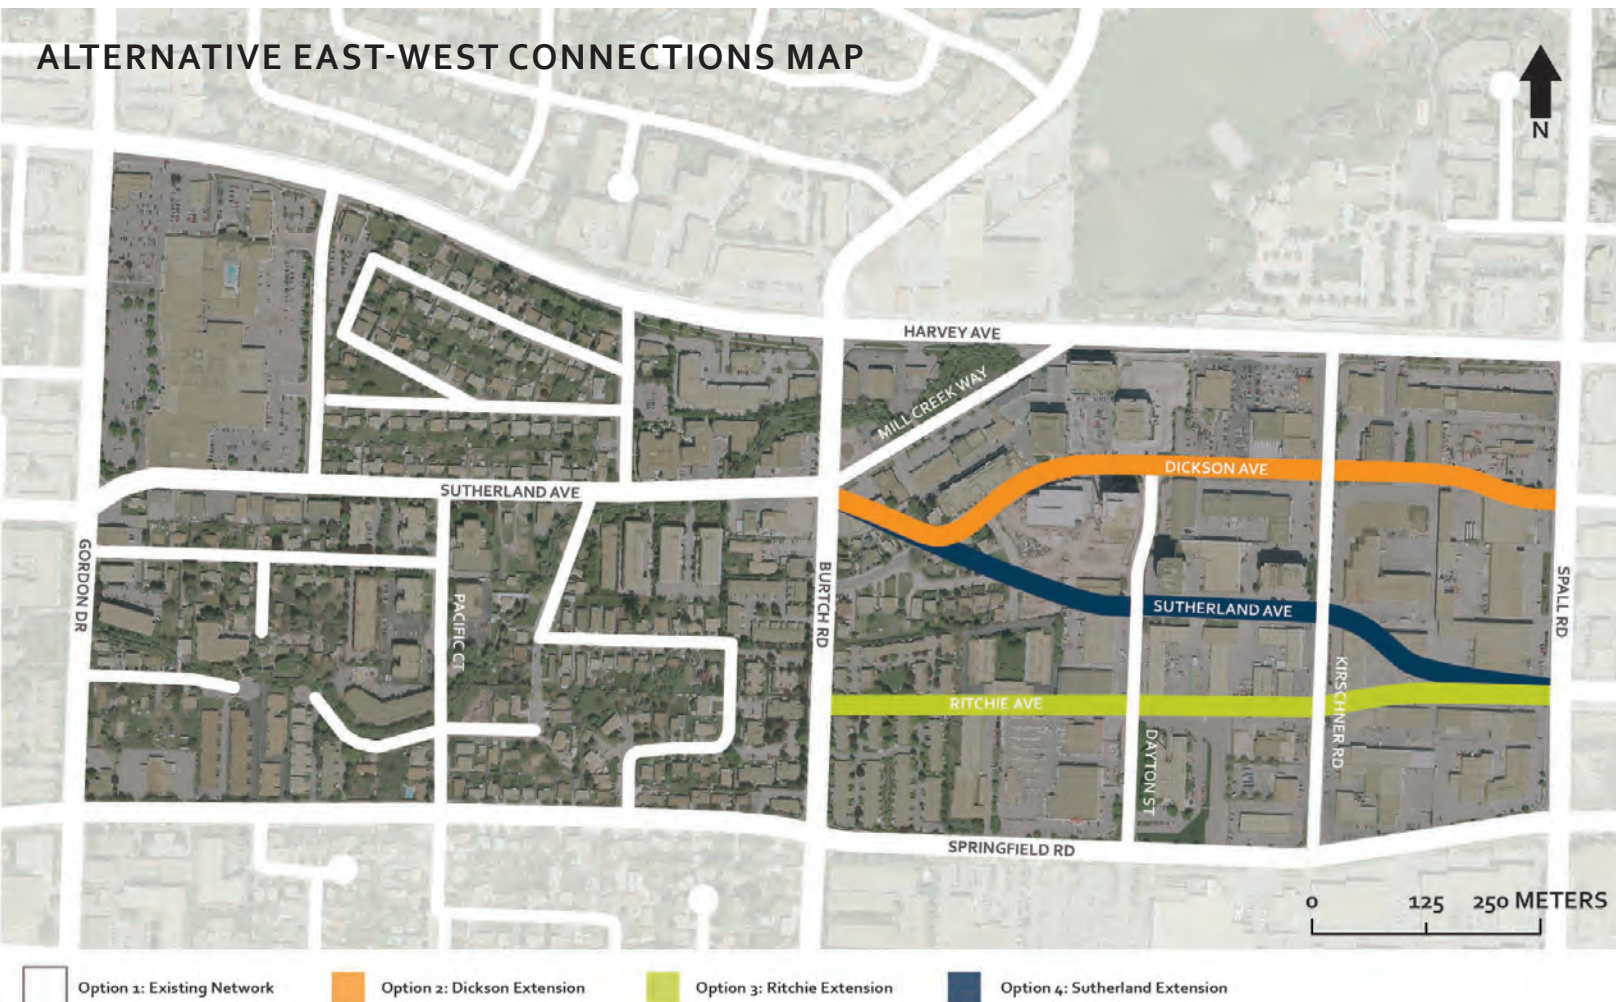 ALTERNATIVE EAST-WEST CONNECTIONS MAP
N
HARVEY AVE
MILL CREEK WAY
DICKSON AVE
SUTHERLAND AVE
GORDON DR
PACIFIC CT
BURTCH RD
SUTHERLAND AVE
SPALL RD
RITCHIE AVE
KIRSCHNER RD
DAYTON ST
SPRINGFIELD RD
0 125 250 METERS
Option 1: Existing Network
Option 2: Dickson Extension
Option 3: Ritchie Extension
Option 4: Sutherland Extension